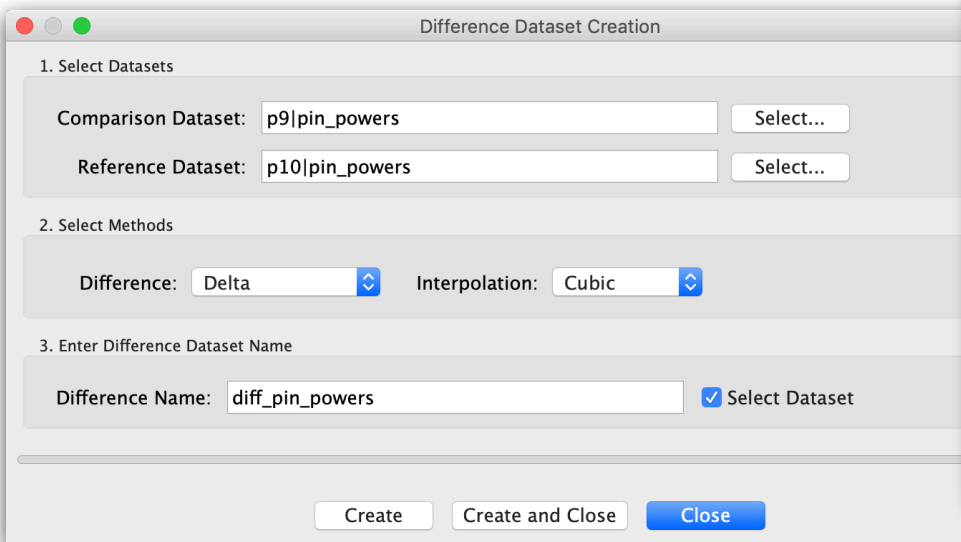 Difference Dataset Creation
1. Select Datasets
Comparison Dataset: p9|pin_powers Select...
Reference Dataset: p10|pin_powers Select...
2. Select Methods
Difference: Delta Interpolation: Cubic
3. Enter Difference Dataset Name
Difference Name: diff_pin_powers Select Dataset
Create Create and Close Close